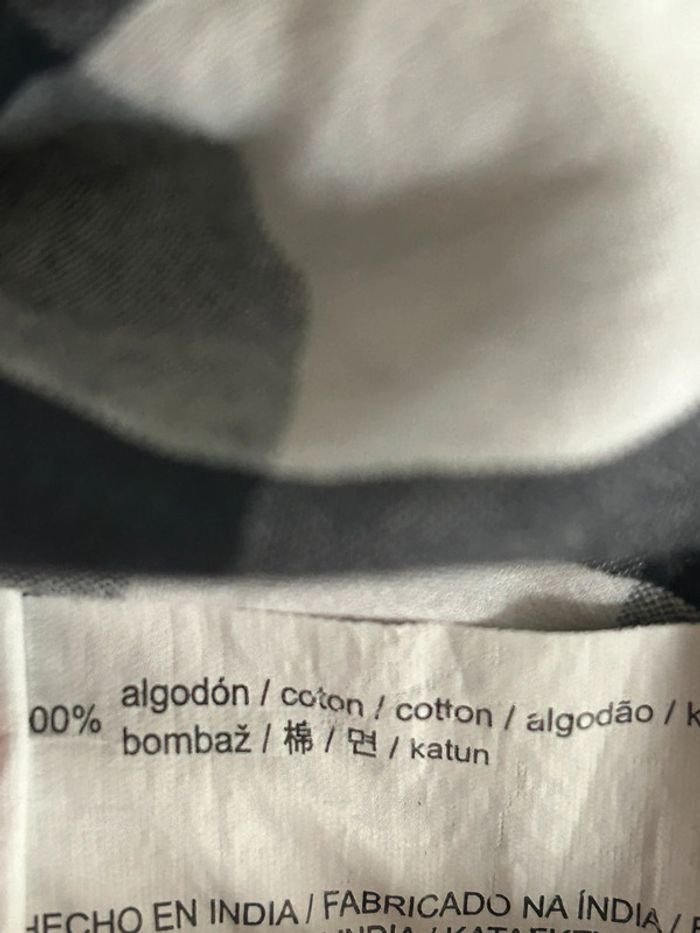 00% algodón / coton / cotton / algodão / k
bombaž / 棉 / 면 / katun
HECHO EN INDIA / FABRICADO NA ÍNDIA /